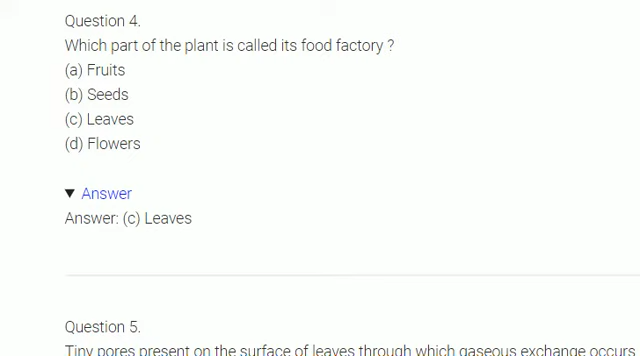 Question 4.
Which part of the plant is called its food factory ?
(a) Fruits
(b) Seeds
(c) Leaves
(d) Flowers
Answer
Answer: (c) Leaves
Question 5.
Tiny pores present on the surface of leaves through which gaseous exchange occurs